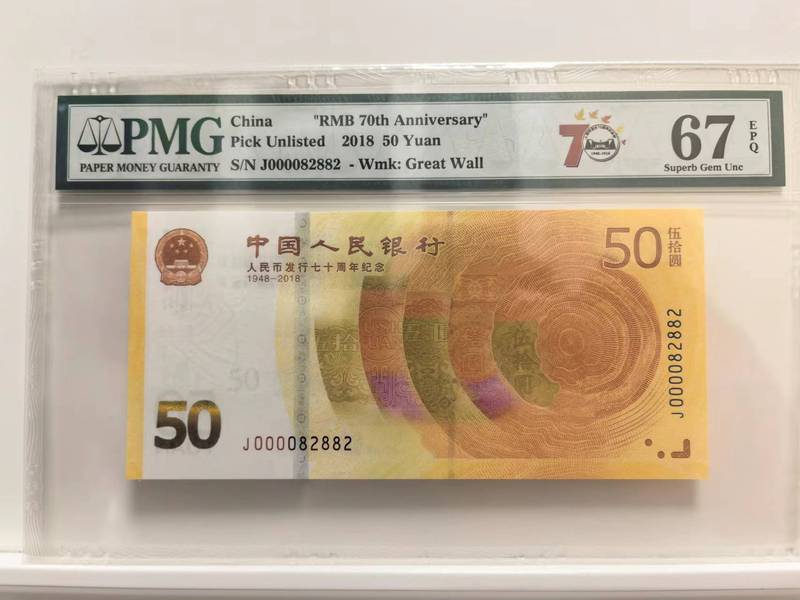 PMG
PAPER MONEY GUARANTY
China "RMB 70th Anniversary"
Pick Unlisted 2018 50 Yuan
S/N J000082882 - Wmk: Great Wall
70
67
EPQ
Superb Gem Unc
中国人民银行
人民币发行七十周年纪念
1948-2018
50
伍拾圆
50
50
J000082882
J000082882